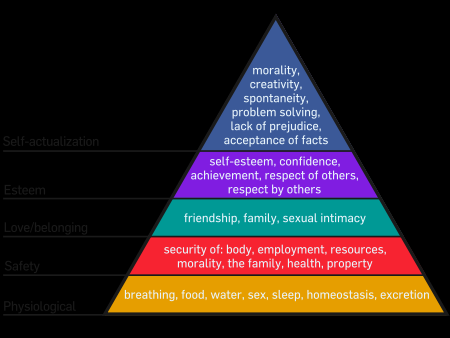 morality,
creativity,
spontaneity,
problem solving,
lack of prejudice,
acceptance of facts
Self-actualization
self-esteem, confidence,
achievement, respect of others,
respect by others
Esteem
friendship, family, sexual intimacy
Love/belonging
security of: body, employment, resources,
morality, the family, health, property
Safety
breathing, food, water, sex, sleep, homeostasis, excretion
Physiological